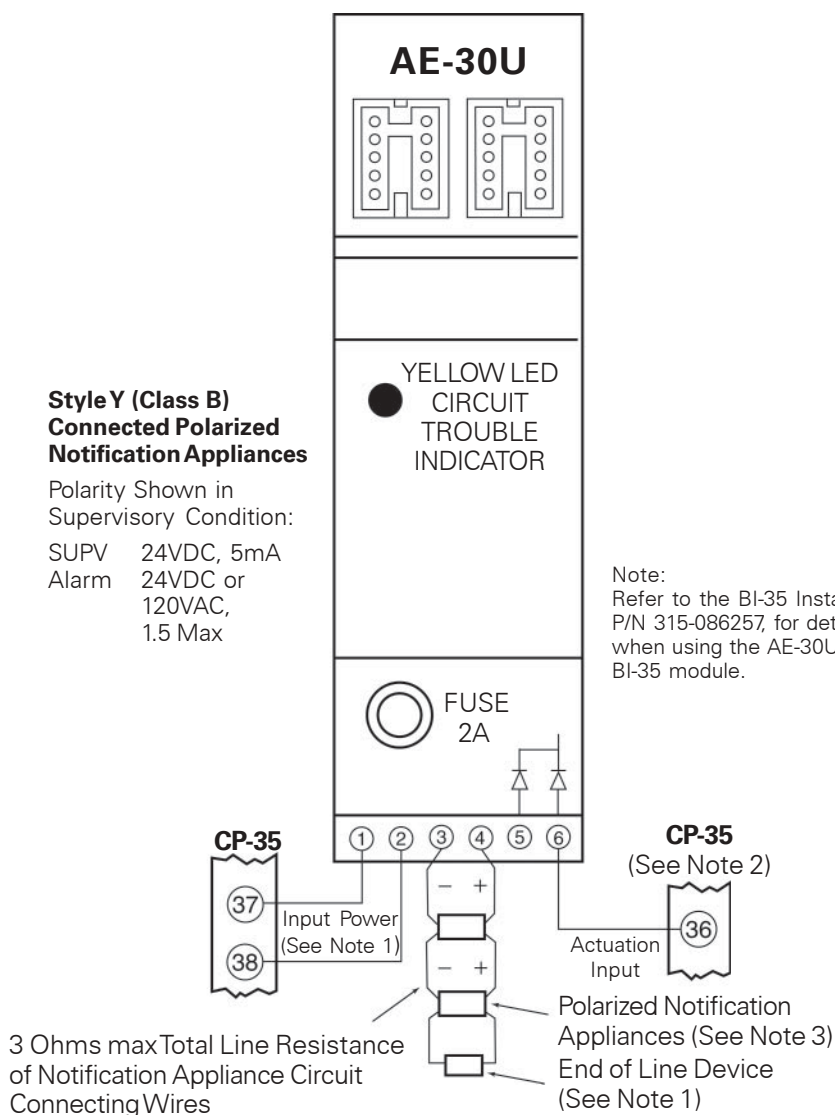 AE-30U
YELLOW LED
CIRCUIT
TROUBLE
INDICATOR
Style Y (Class B)
Connected Polarized
Notification Appliances
Polarity Shown in
Supervisory Condition:
SUPV 24VDC, 5mA
Alarm 24VDC or
120VAC,
1.5 Max
Note:
Refer to the BI-35
P/N 315-086257, for
when using the AE-30U
BI-35 module.
FUSE
2A
1 2 3 4 5 6
CP-35
37
38
Input Power
(See Note 1)
- +
- +
CP-35
(See Note 2)
36
Actuation
Input
3 Ohms max Total Line Resistance
of Notification Appliance Circuit
Connecting Wires
Polarized Notification
Appliances (See Note 3)
End of Line Device
(See Note 1)